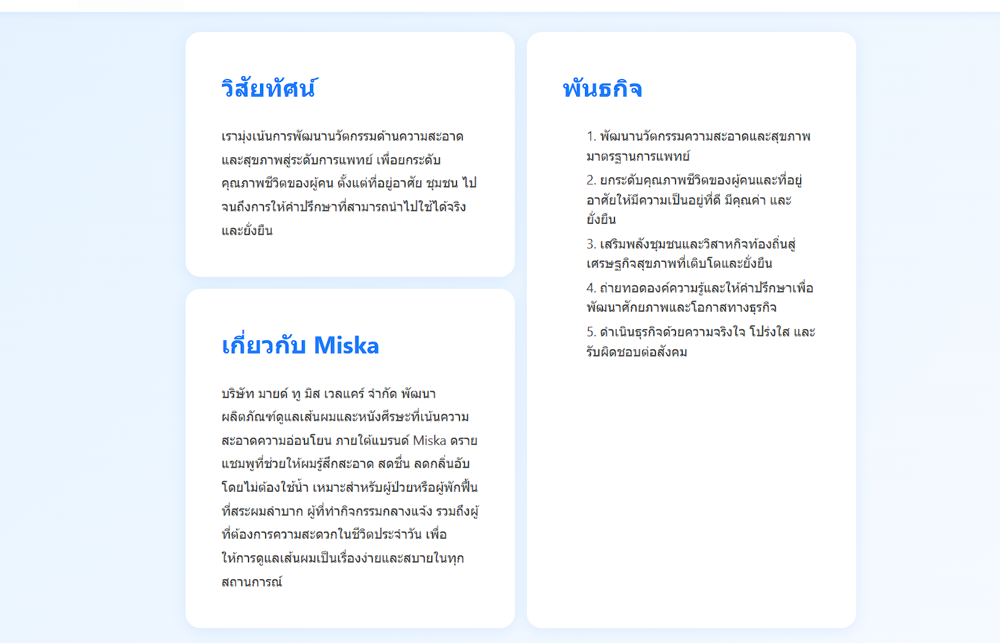 วิสัยทัศน์
เรามุ่งเน้นการพัฒนานวัตกรรมด้านความสะอาด
และสุขภาพสู่ระดับการแพทย์ เพื่อยกระดับ
คุณภาพชีวิตของผู้คน ตั้งแต่ที่อยู่อาศัย ชุมชน ไป
จนถึงการให้คำปรึกษาที่สามารถนำไปใช้ได้จริง
และยั่งยืน
เกี่ยวกับ Miska
บริษัท มายด์ ทู มิส เวลแคร์ จำกัด พัฒนา
ผลิตภัณฑ์ดูแลเส้นผมและหนังศีรษะที่เน้นความ
สะอาดความอ่อนโยน ภายใต้แบรนด์ Miska ดราย
แชมพูที่ช่วยให้ผมรู้สึกสะอาด สดชื่น ลดกลิ่นอับ
โดยไม่ต้องใช้น้ำ เหมาะสำหรับผู้ป่วยหรือผู้พักฟื้น
ที่สระผมลำบาก ผู้ที่ทำกิจกรรมกลางแจ้ง รวมถึงผู้
ที่ต้องการความสะดวกในชีวิตประจำวัน เพื่อ
ให้การดูแลเส้นผมเป็นเรื่องง่ายและสบายในทุก
สถานการณ์
พันธกิจ
1. พัฒนานวัตกรรมความสะอาดและสุขภาพ
มาตรฐานการแพทย์
2. ยกระดับคุณภาพชีวิตของผู้คนและที่อยู่
อาศัยให้มีความเป็นอยู่ที่ดี มีคุณค่า และ
ยั่งยืน
3. เสริมพลังชุมชนและวิสาหกิจท้องถิ่นสู่
เศรษฐกิจสุขภาพที่เติบโตและยั่งยืน
4. ถ่ายทอดองค์ความรู้และให้คำปรึกษาเพื่อ
พัฒนาศักยภาพและโอกาสทางธุรกิจ
5. ดำเนินธุรกิจด้วยความจริงใจ โปร่งใส และ
รับผิดชอบต่อสังคม